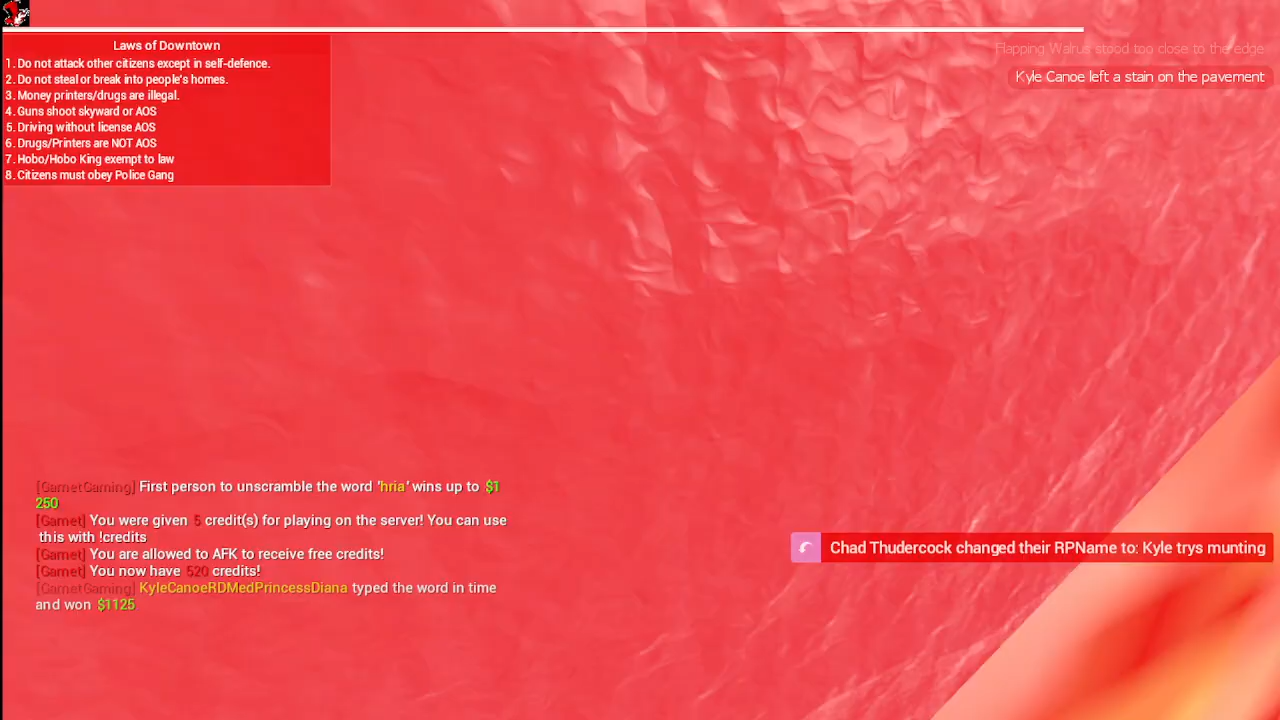 Laws of Downtown
1. Do not attack other citizens except in self-defence.
2. Do not steal or break into people's homes.
3. Money printers/drugs are illegal.
4. Guns shoot skyward or AOS
5. Driving without license AOS
6. Drugs/Printers are NOT AOS
7. Hobo/Hobo King exempt to law
8. Citizens must obey Police Gang
Flapping Walrus stood too close to the edge
Kyle Canoe left a stain on the pavement
[GarnetGaming] First person to unscramble the word 'hria' wins up to $1
250
[Garnet] You were given 5 credit(s) for playing on the server! You can use
this with !credits
[Garnet] You are allowed to AFK to receive free credits!
[Garnet] You now have 520 credits!
[GarnetGaming] KyleCanoeRDMedPrincessDiana typed the word in time
and won $1125
Chad Thudercock changed their RPName to: Kyle trys munting